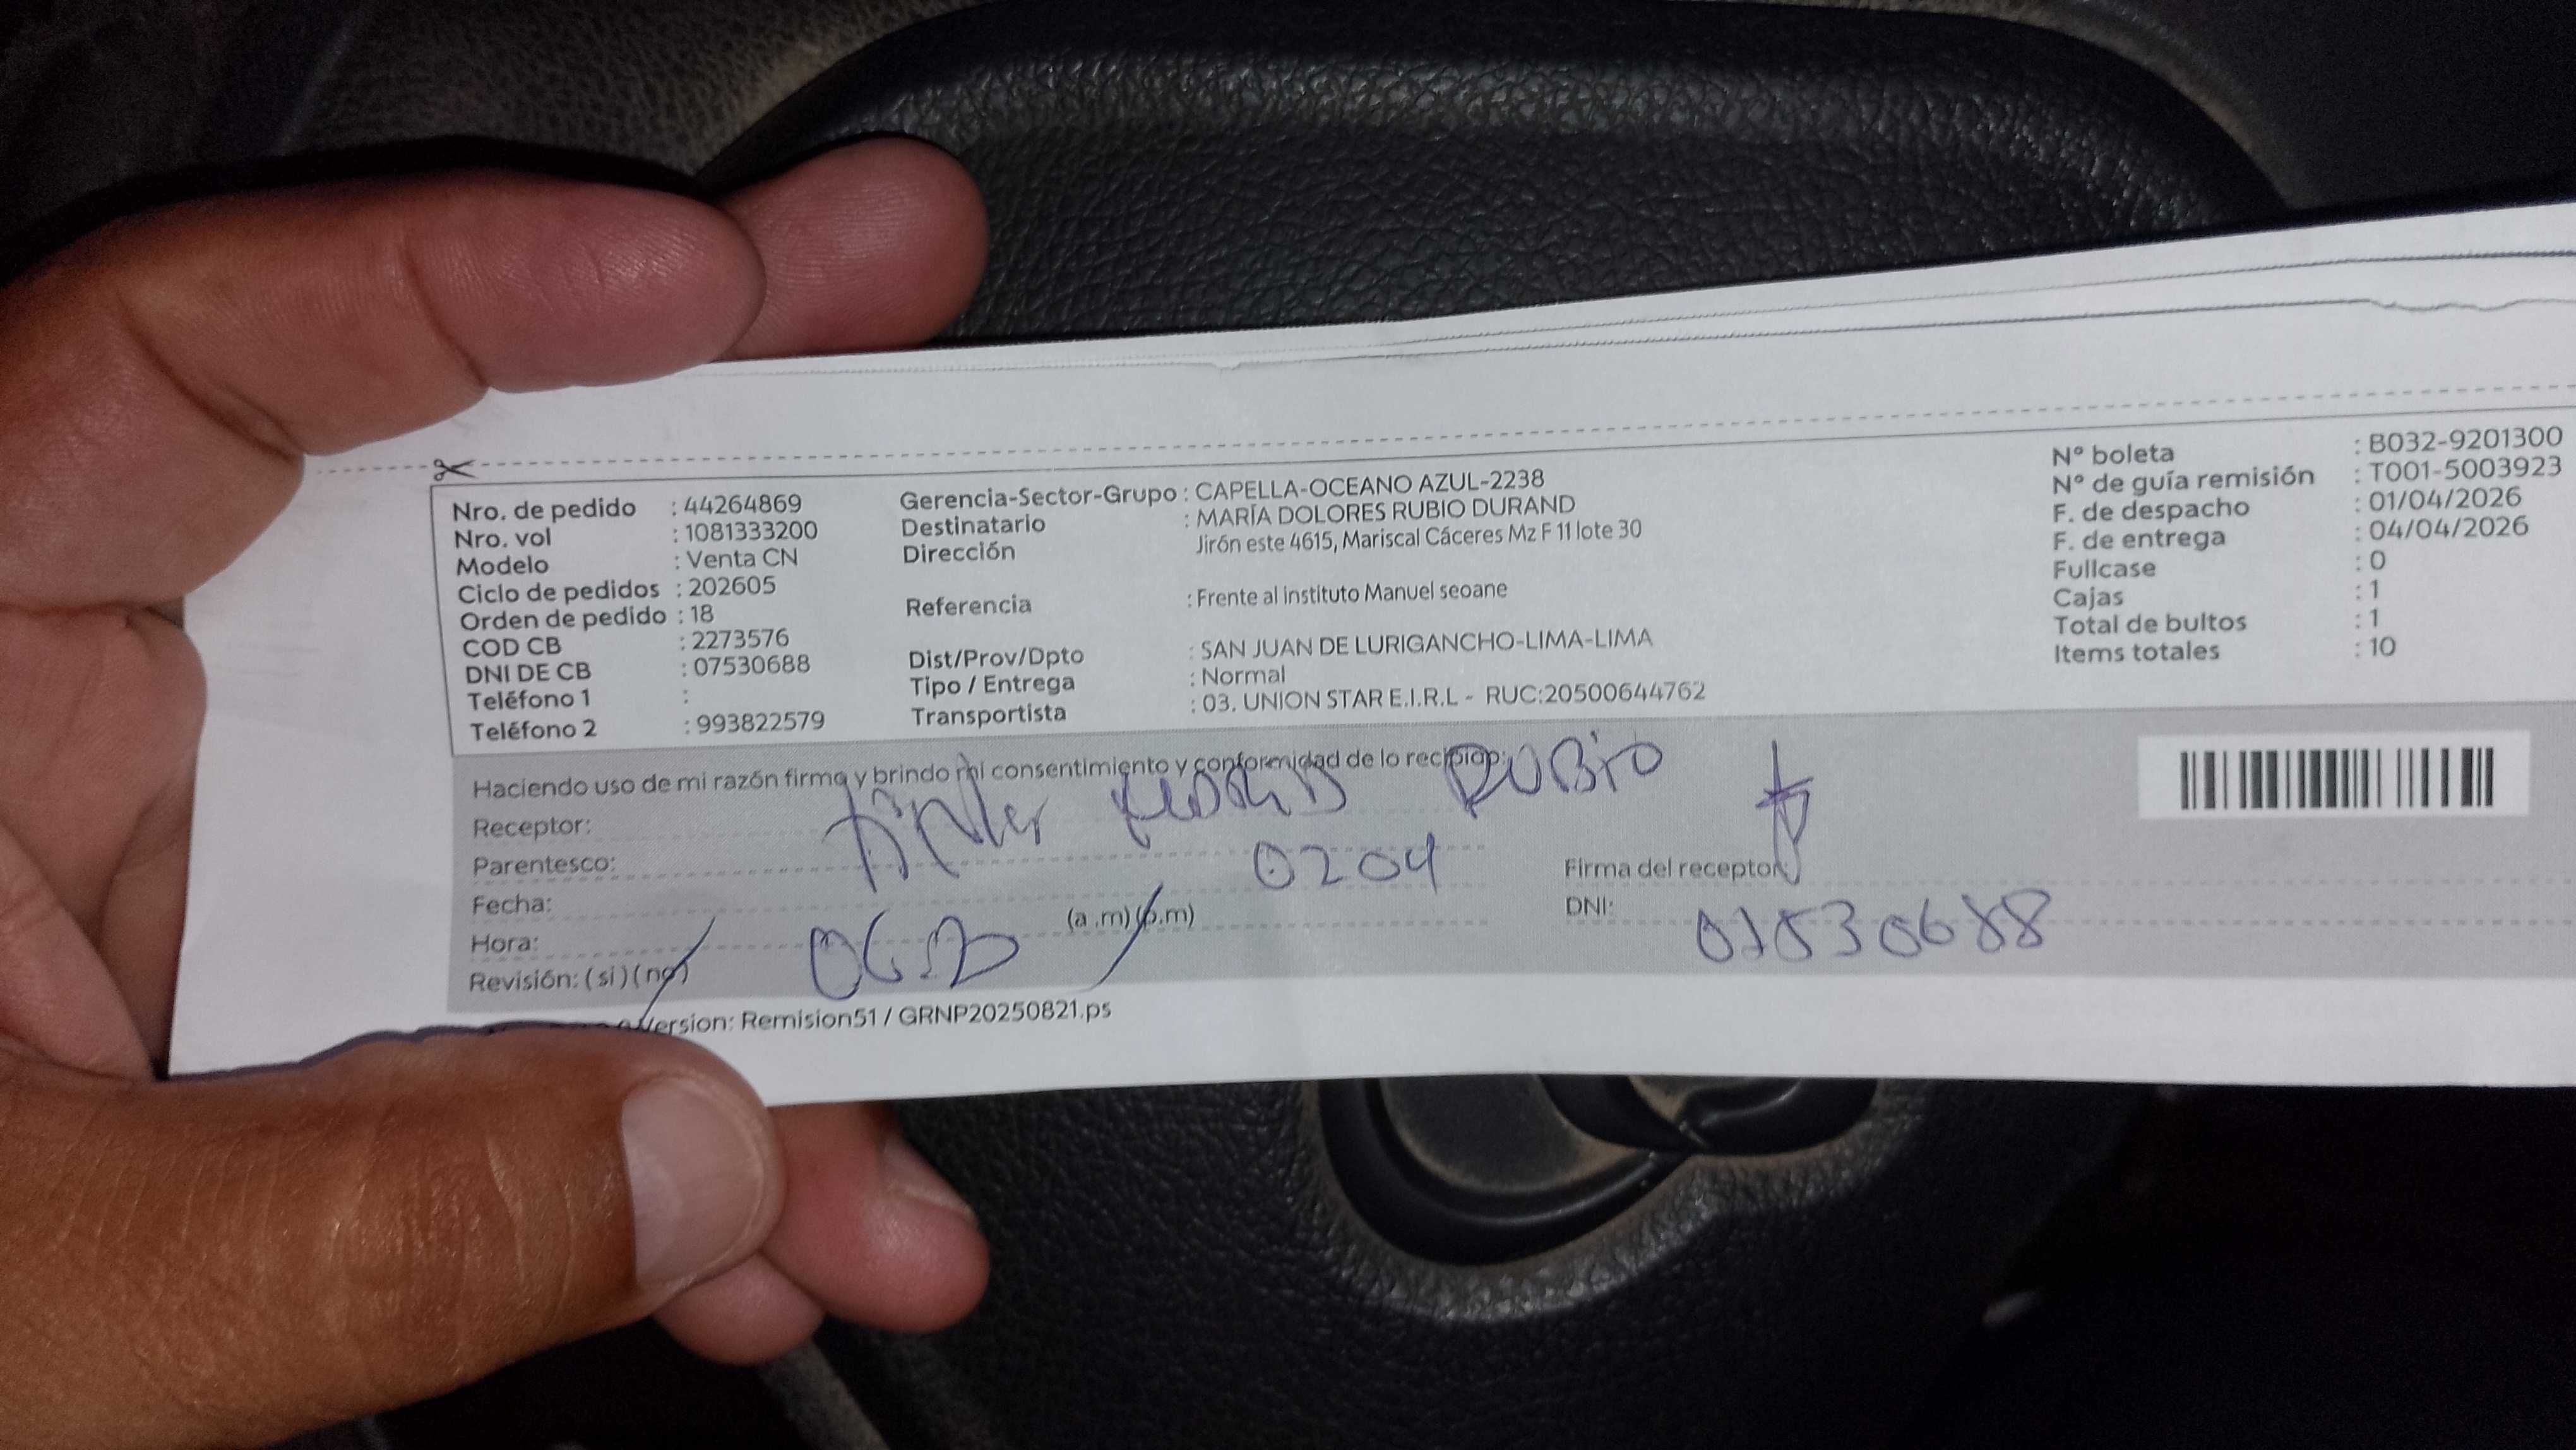 Nro. de pedido : 44264869
Nro. vol : 1081333200
Modelo : Venta CN
Ciclo de pedidos : 202605
Orden de pedido : 18
COD CB : 2273576
DNI DE CB : 07530688
Teléfono 1 :
Teléfono 2 : 993822579
Gerencia-Sector-Grupo : CAPELLA-OCEANO AZUL-2238
Destinatario : MARÍA DOLORES RUBIO DURAND
Dirección Jirón este 4615, Mariscal Cáceres Mz F 11 lote 30
Referencia : Frente al instituto Manuel seoane
Dist/Prov/Dpto : SAN JUAN DE LURIGANCHO-LIMA-LIMA
Tipo / Entrega : Normal
Transportista : 03. UNION STAR E.I.R.L - RUC:20500644762
N° boleta : B032-9201300
N° de guía remisión : T001-5003923
F. de despacho : 01/04/2026
F. de entrega : 04/04/2026
Fullcase : 0
Cajas : 1
Total de bultos : 1
Items totales : 10
Haciendo uso de mi razón firmo y brindo mi consentimiento y conformidad de lo recibido:
Receptor: RUBIO
Parentesco:
Fecha: 0204
Hora: (a.m) (p.m)
Revisión: (si) (no)
Firma del receptor
DNI: 07530688
Version: Remision51 / GRNP20250821.ps